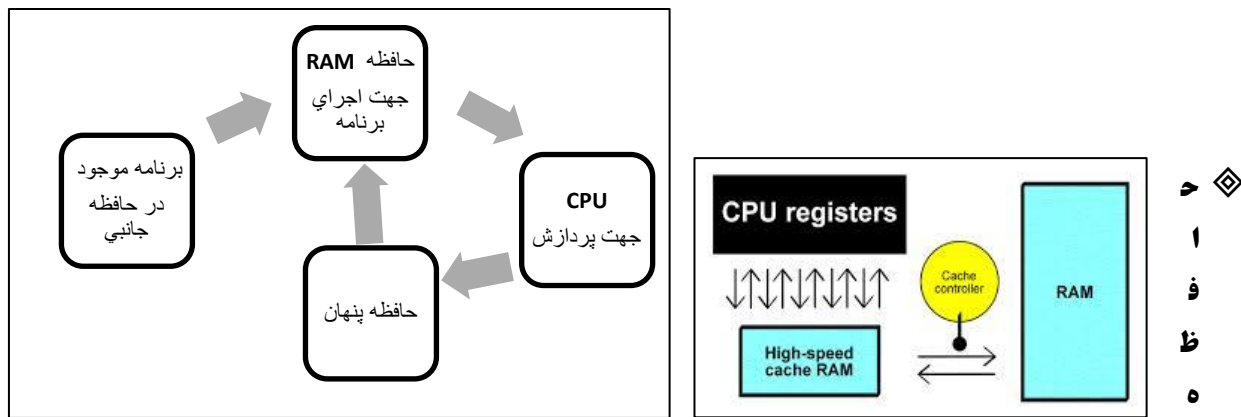 حافظه RAM
جهت اجراي
برنامه
برنامه موجود
در حافظه
جانبي
CPU
جهت پردازش
حافظه پنهان
CPU registers
Cache
controller
RAM
High-speed
cache RAM
ح
ا
ف
ظ
ه